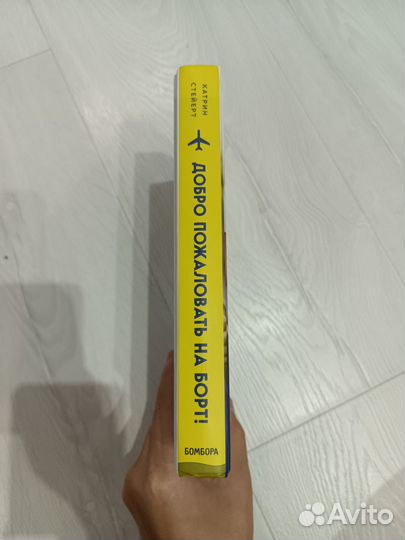 КАТРИН
СТЕЙЕРТ
ДОБРО ПОЖАЛОВАТЬ НА БОРТ!
БОМБОРА
Avito